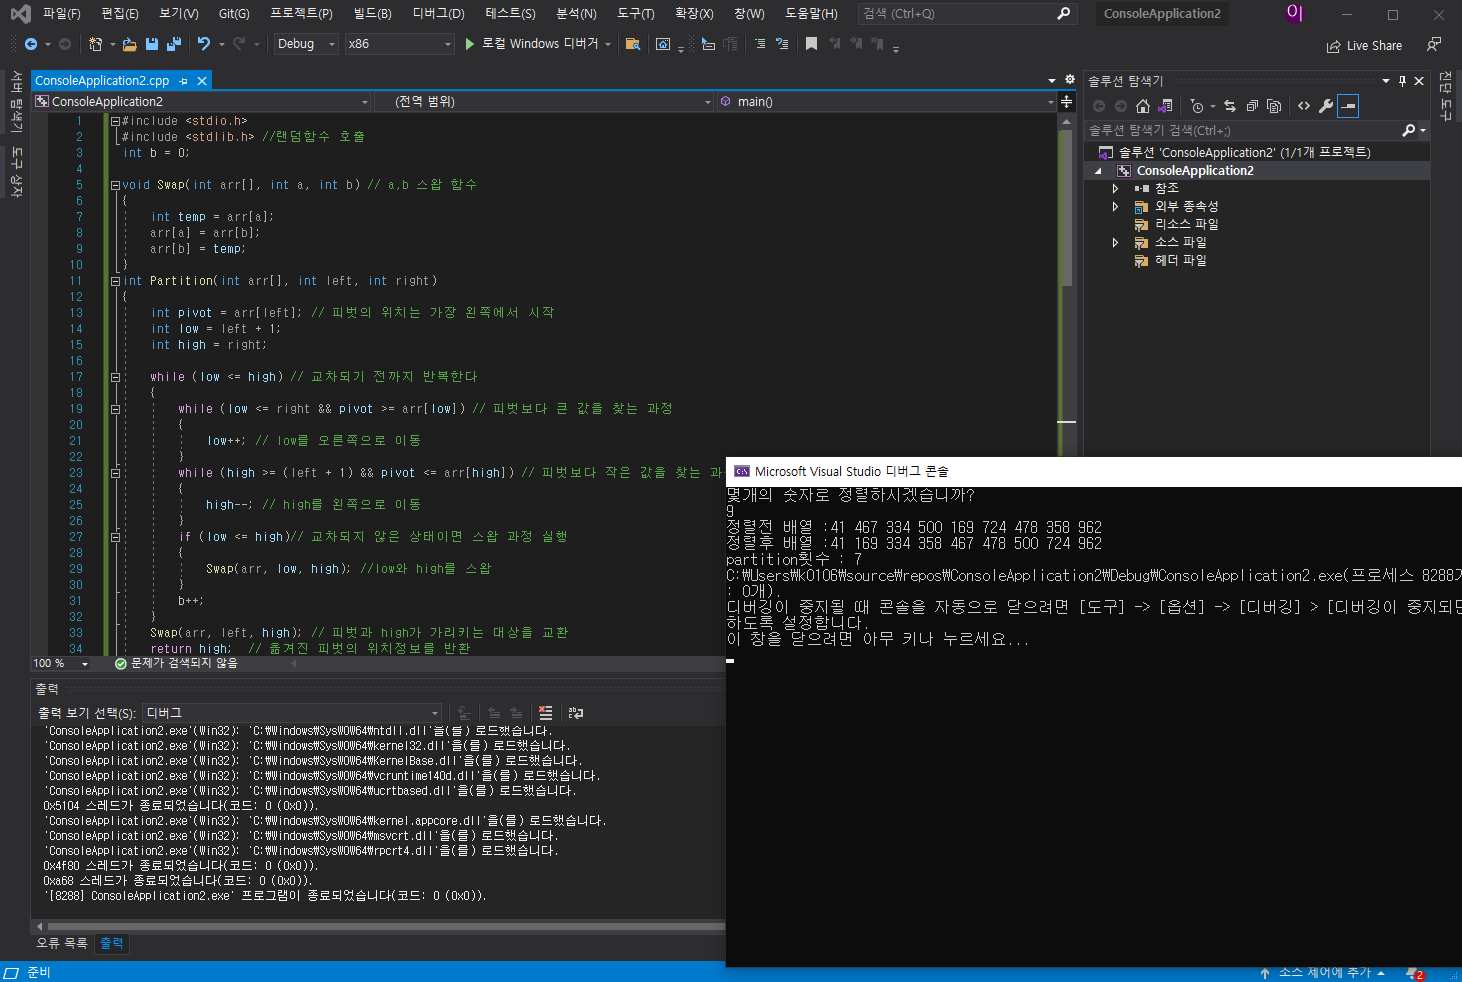 파일(F) 편집(E) 보기(V) Git(G) 프로젝트(P) 빌드(B) 디버그(D) 테스트(S) 분석(N) 도구(T) 확장(X) 창(W) 도움말(H) 검색 (Ctrl+Q) ConsoleApplication2 이
Debug x86 로컬 Windows 디버거 Live Share
서버 탐색기
도구 상자
ConsoleApplication2.cpp
ConsoleApplication2 (전역 범위) main()
1 #include <stdio.h>
2 #include <stdlib.h> //랜덤함수 호출
3 int b = 0;
4
5 void Swap(int arr[], int a, int b) // a,b 스왑 함수
6 {
7 int temp = arr[a];
8 arr[a] = arr[b];
9 arr[b] = temp;
10 }
11 int Partition(int arr[], int left, int right)
12 {
13 int pivot = arr[left]; // 피벗의 위치는 가장 왼쪽에서 시작
14 int low = left + 1;
15 int high = right;
16
17 while (low <= high) // 교차되기 전까지 반복한다
18 {
19 while (low <= right && pivot >= arr[low]) // 피벗보다 큰 값을 찾는 과정
20 {
21 low++; // low를 오른쪽으로 이동
22 }
23 while (high >= (left + 1) && pivot <= arr[high]) // 피벗보다 작은 값을 찾는 과
24 {
25 high--; // high를 왼쪽으로 이동
26 }
27 if (low <= high)// 교차되지 않은 상태이면 스왑 과정 실행
28 {
29 Swap(arr, low, high); //low와 high를 스왑
30 }
31 b++;
32 }
33 Swap(arr, left, high); // 피벗과 high가 가리키는 대상을 교환
34 return high; // 옮겨진 피벗의 위치정보를 반환
100 % 문제가 검색되지 않음
솔루션 탐색기
솔루션 탐색기 검색(Ctrl+;)
솔루션 'ConsoleApplication2' (1/1개 프로젝트)
ConsoleApplication2
참조
외부 종속성
리소스 파일
소스 파일
헤더 파일
진단 도구
Microsoft Visual Studio 디버그 콘솔
몇개의 숫자로 정렬하시겠습니까?
9
정렬전 배열 :41 467 334 500 169 724 478 358 962
정렬후 배열 :41 169 334 358 467 478 500 724 962
partition횟수 : 7
C:₩Users₩k0106₩source₩repos₩ConsoleApplication2₩Debug₩ConsoleApplication2.exe(프로세스 8288개
: 0개).
디버깅이 중지될 때 콘솔을 자동으로 닫으려면 [도구] -> [옵션] -> [디버깅] > [디버깅이 중지되면
하도록 설정합니다.
이 창을 닫으려면 아무 키나 누르세요...
출력
출력 보기 선택(S): 디버그
'ConsoleApplication2.exe'(Win32): 'C:₩Windows₩SysWOW64₩ntdll.dll'을(를) 로드했습니다.
'ConsoleApplication2.exe'(Win32): 'C:₩Windows₩SysWOW64₩kernel32.dll'을(를) 로드했습니다.
'ConsoleApplication2.exe'(Win32): 'C:₩Windows₩SysWOW64₩KernelBase.dll'을(를) 로드했습니다.
'ConsoleApplication2.exe'(Win32): 'C:₩Windows₩SysWOW64₩vcruntime140d.dll'을(를) 로드했습니다.
'ConsoleApplication2.exe'(Win32): 'C:₩Windows₩SysWOW64₩ucrtbased.dll'을(를) 로드했습니다.
0x5104 스레드가 종료되었습니다(코드: 0 (0x0)).
'ConsoleApplication2.exe'(Win32): 'C:₩Windows₩SysWOW64₩kernel.appcore.dll'을(를) 로드했습니다.
'ConsoleApplication2.exe'(Win32): 'C:₩Windows₩SysWOW64₩msvcrt.dll'을(를) 로드했습니다.
'ConsoleApplication2.exe'(Win32): 'C:₩Windows₩SysWOW64₩rpcrt4.dll'을(를) 로드했습니다.
0x4f80 스레드가 종료되었습니다(코드: 0 (0x0)).
0xa68 스레드가 종료되었습니다(코드: 0 (0x0)).
'[8288] ConsoleApplication2.exe' 프로그램이 종료되었습니다(코드: 0 (0x0)).
오류 목록 출력
준비 소스 제어에 추가 2